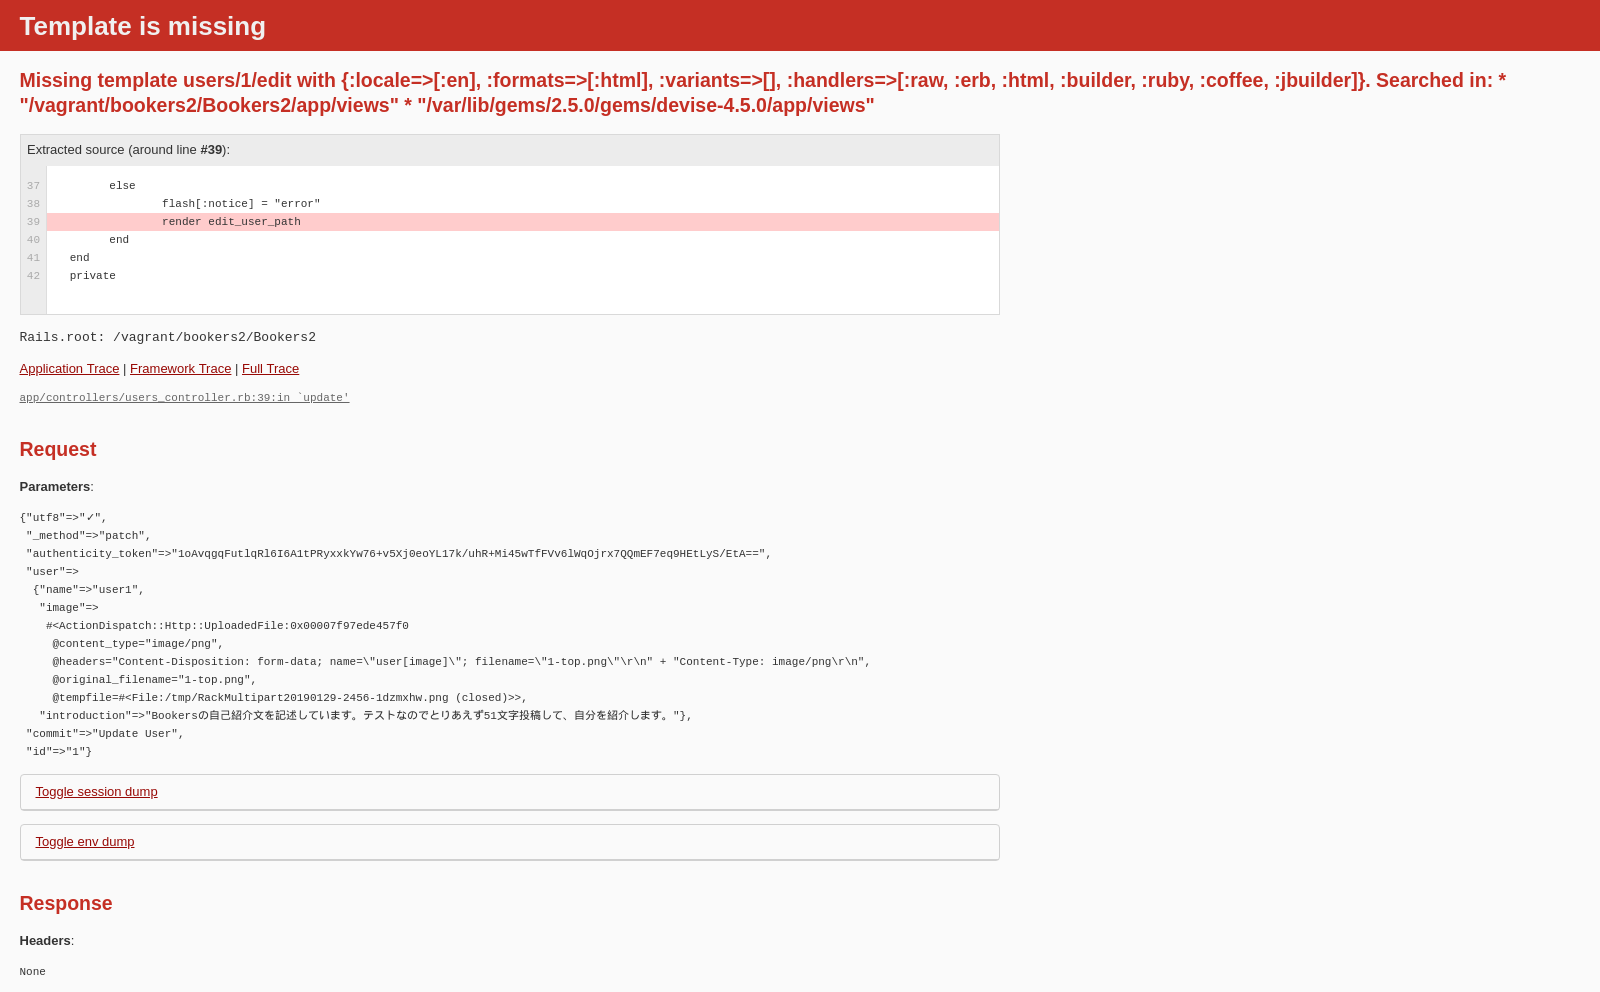 Template is missing
Missing template users/1/edit with {:locale=>[:en], :formats=>[:html], :variants=>[], :handlers=>[:raw, :erb, :html, :builder, :ruby, :coffee, :jbuilder]}. Searched in: *
"/vagrant/bookers2/Bookers2/app/views" * "/var/lib/gems/2.5.0/gems/devise-4.5.0/app/views"
Extracted source (around line #39):
37 else
38 flash[:notice] = "error"
39 render edit_user_path
40 end
41 end
42 private
Rails.root: /vagrant/bookers2/Bookers2
Application Trace | Framework Trace | Full Trace
app/controllers/users_controller.rb:39:in `update'
Request
Parameters:
{"utf8"=>"✓",
"_method"=>"patch",
"authenticity_token"=>"1oAvqgqFutlqRl6I6A1tPRyxxkYw76+v5Xj0eoYL17k/uhR+Mi45wTfFVv6lWqOjrx7QQmEF7eq9HEtLyS/EtA==",
"user"=>
{"name"=>"user1",
"image"=>
#<ActionDispatch::Http::UploadedFile:0x00007f97ede457f0
@content_type="image/png",
@headers="Content-Disposition: form-data; name=\"user[image]\"; filename=\"1-top.png\"\r\n" + "Content-Type: image/png\r\n",
@original_filename="1-top.png",
@tempfile=#<File:/tmp/RackMultipart20190129-2456-1dzmxhw.png (closed)>>,
"introduction"=>"Bookersの自己紹介文を記述しています。テストなのでとりあえず51文字投稿して、自分を紹介します。"},
"commit"=>"Update User",
"id"=>"1"}
Toggle session dump
Toggle env dump
Response
Headers:
None